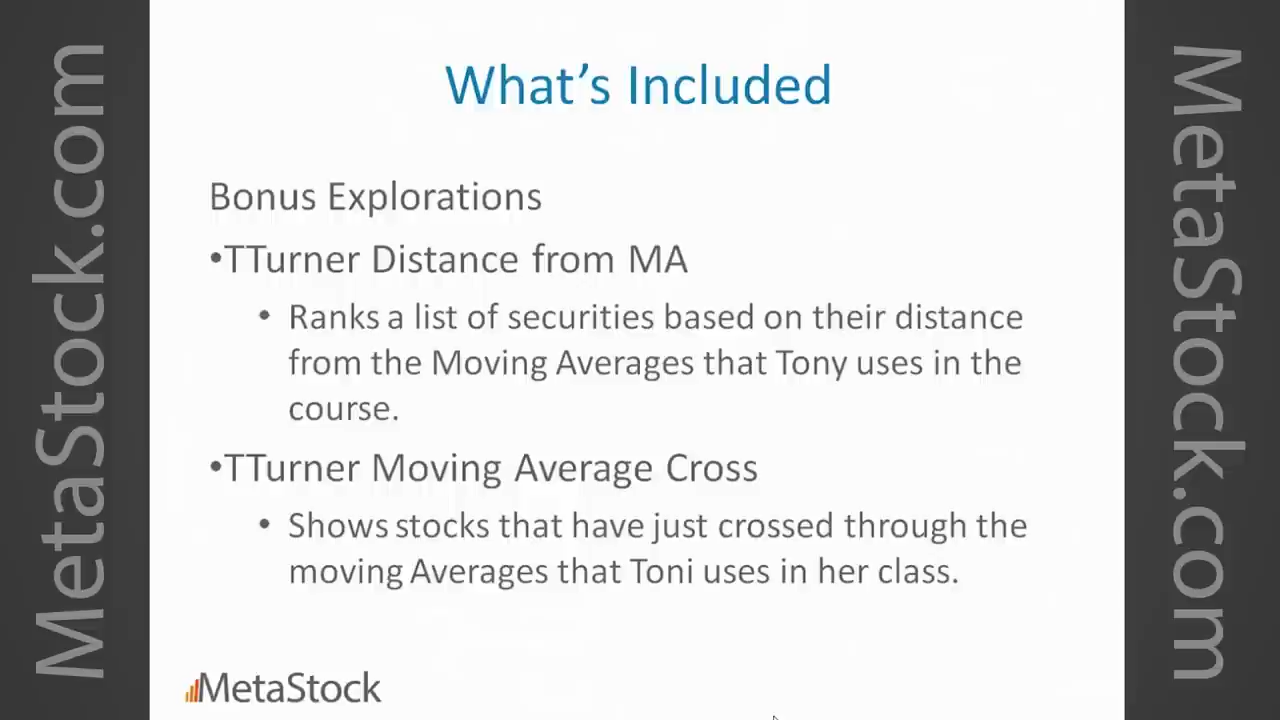 MetaStock.com
What's Included
Bonus Explorations
•TTurner Distance from MA
• Ranks a list of securities based on their distance
from the Moving Averages that Tony uses in the
course.
•TTurner Moving Average Cross
• Shows stocks that have just crossed through the
moving Averages that Toni uses in her class.
MetaStock
MetaStock.com